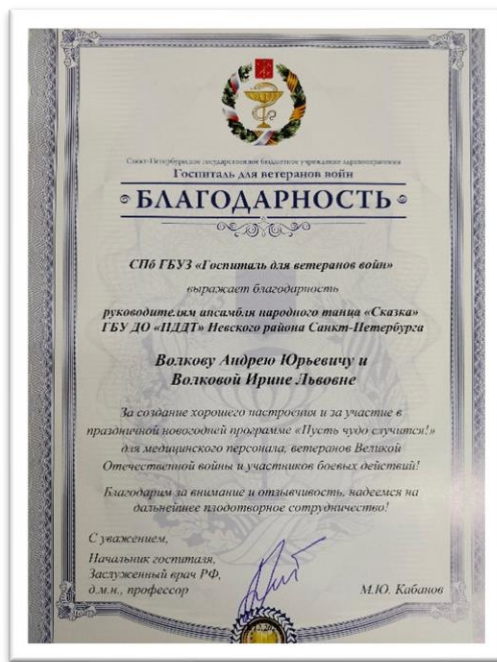 Санкт-Петербургское государственное бюджетное учреждение здравоохранения
Госпиталь для ветеранов войн
БЛАГОДАРНОСТЬ
СПб ГБУЗ «Госпиталь для ветеранов войн»
выражает благодарность
руководителям ансамбля народного танца «Сказка»
ГБУ ДО «ПДДТ» Невского района Санкт-Петербурга
Волкову Андрею Юрьевичу и
Волковой Ирине Львовне
За создание хорошего настроения и за участие в
праздничной новогодней программе «Пусть чудо случится!»
для медицинского персонала, ветеранов Великой
Отечественной войны и участников боевых действий!
Благодарим за внимание и отзывчивость, надеемся на
дальнейшее плодотворное сотрудничество!
С уважением,
Начальник госпиталя,
Заслуженный врач РФ,
д.м.н., профессор
М.Ю. Кабанов